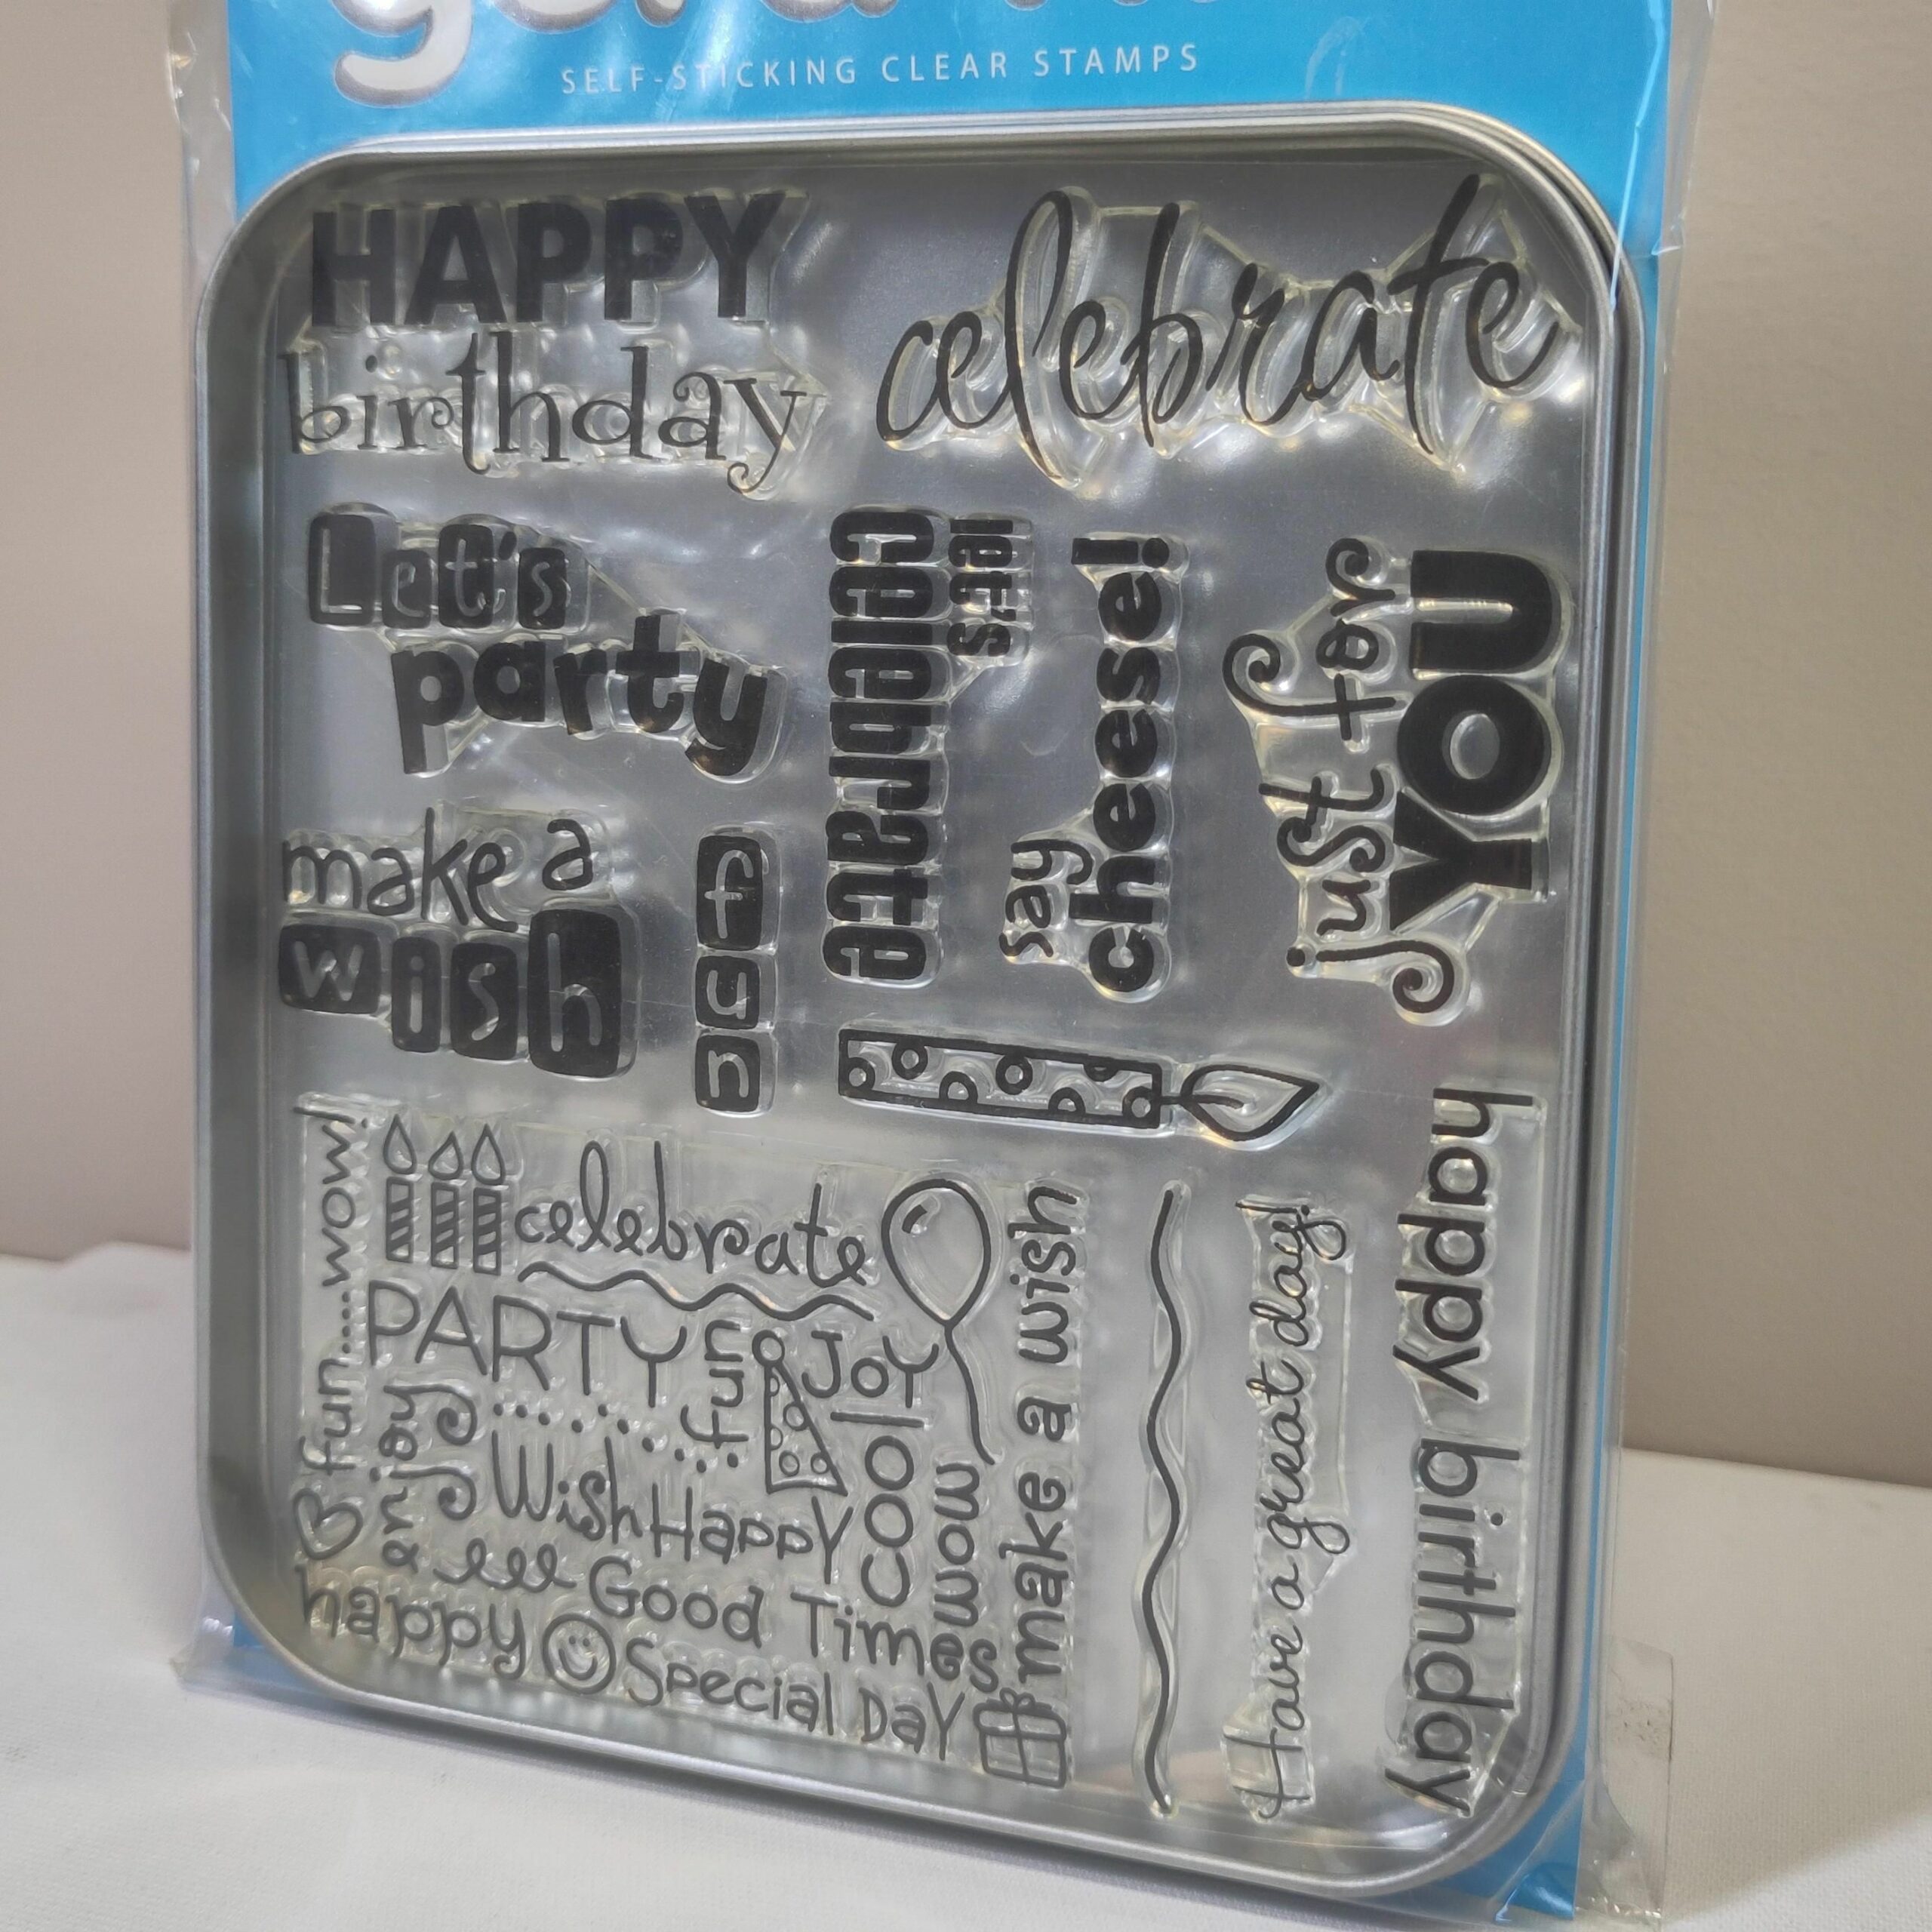 SELF-STICKING CLEAR STAMPS
HAPPY
birthday
celebrate
Let's
party
let's
celebrate
say
cheese!
just for
YOU
make a
wish
fun
fun....wow!
celebrate
PARTY
fun
Joy
enjoy
Wish Happy
cool
wow
Good Times
happy
Special Day
make a wish
Have a great day!
happy birthday